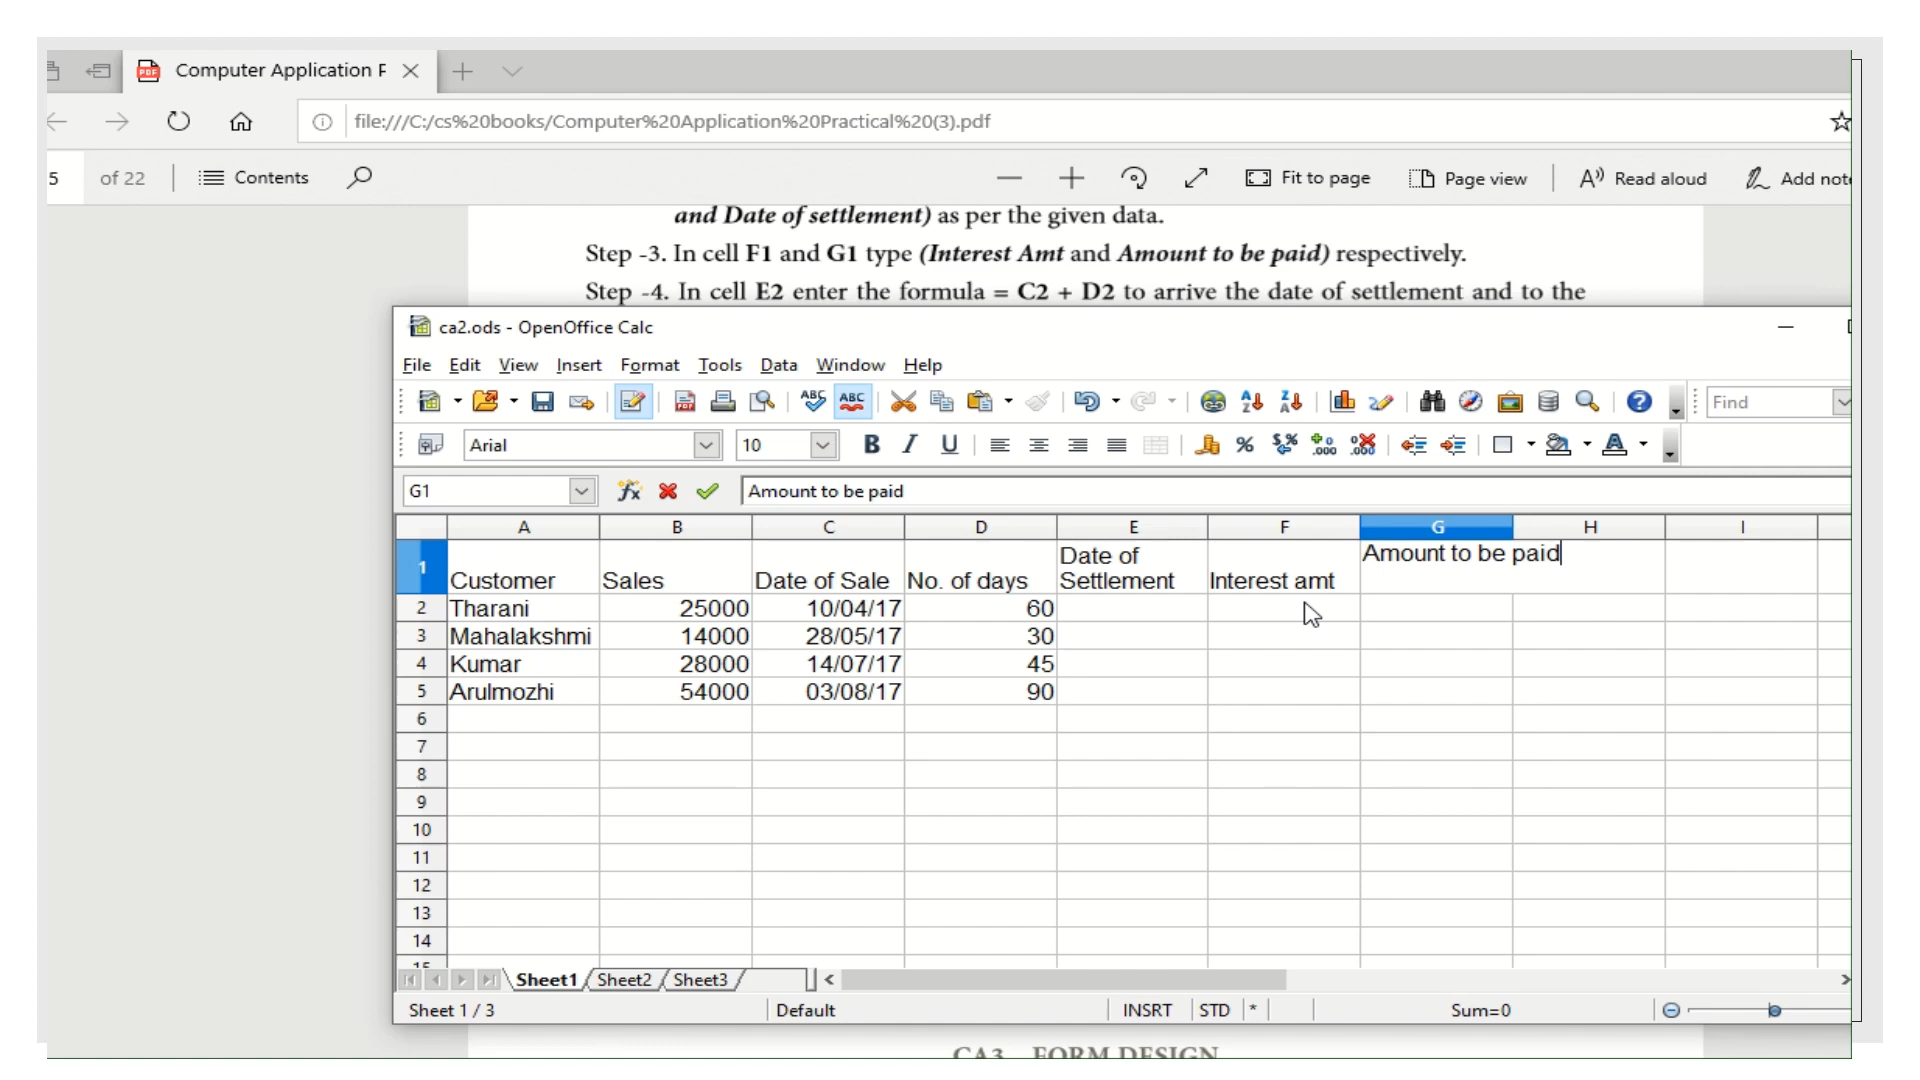 Computer Application F
file:///C:/cs%20books/Computer%20Application%20Practical%20(3).pdf
5 of 22 Contents Fit to page Page view Read aloud Add note
and Date of settlement) as per the given data.
Step -3. In cell F1 and G1 type (Interest Amt and Amount to be paid) respectively.
Step -4. In cell E2 enter the formula = C2 + D2 to arrive the date of settlement and to the
ca2.ods - OpenOffice Calc
File Edit View Insert Format Tools Data Window Help
Find
Arial 10
G1 Amount to be paid
A B C D E F G H I
1 Customer Sales Date of Sale No. of days Date of Settlement Interest amt Amount to be paid
2 Tharani 25000 10/04/17 60
3 Mahalakshmi 14000 28/05/17 30
4 Kumar 28000 14/07/17 45
5 Arulmozhi 54000 03/08/17 90
6
7
8
9
10
11
12
13
14
15
Sheet1 Sheet2 Sheet3
Sheet 1 / 3 Default INSRT STD * Sum=0
CA3 FORM DESIGN